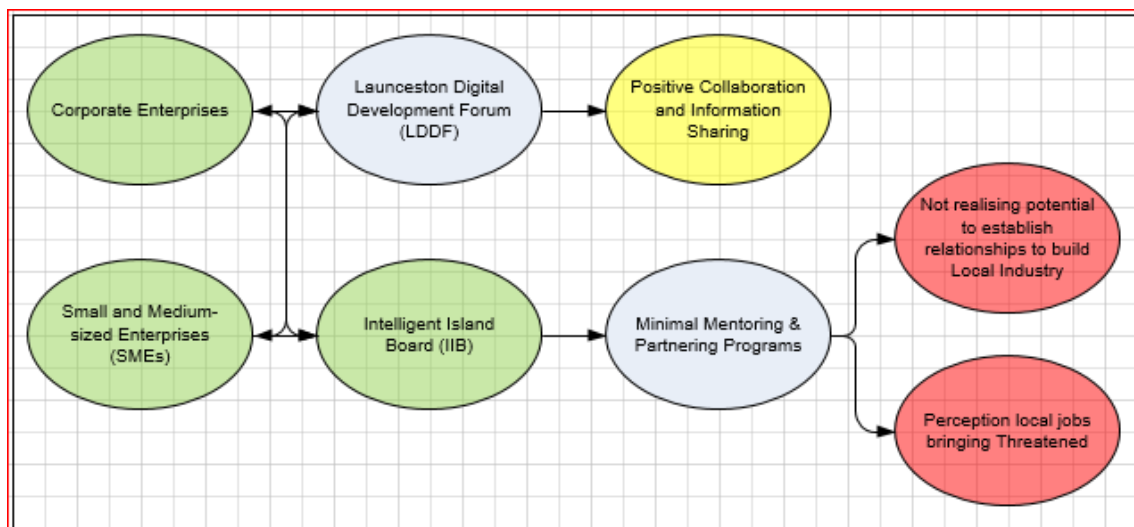 Corporate Enterprises
Launceston Digital
Development Forum
(LDDF)
Positive Collaboration
and Information
Sharing
Not realising potential
to establish
relationships to build
Local Industry
Small and Medium-
sized Enterprises
(SMEs)
Intelligent Island
Board (IIB)
Minimal Mentoring &
Partnering Programs
Perception local jobs
bringing Threatened